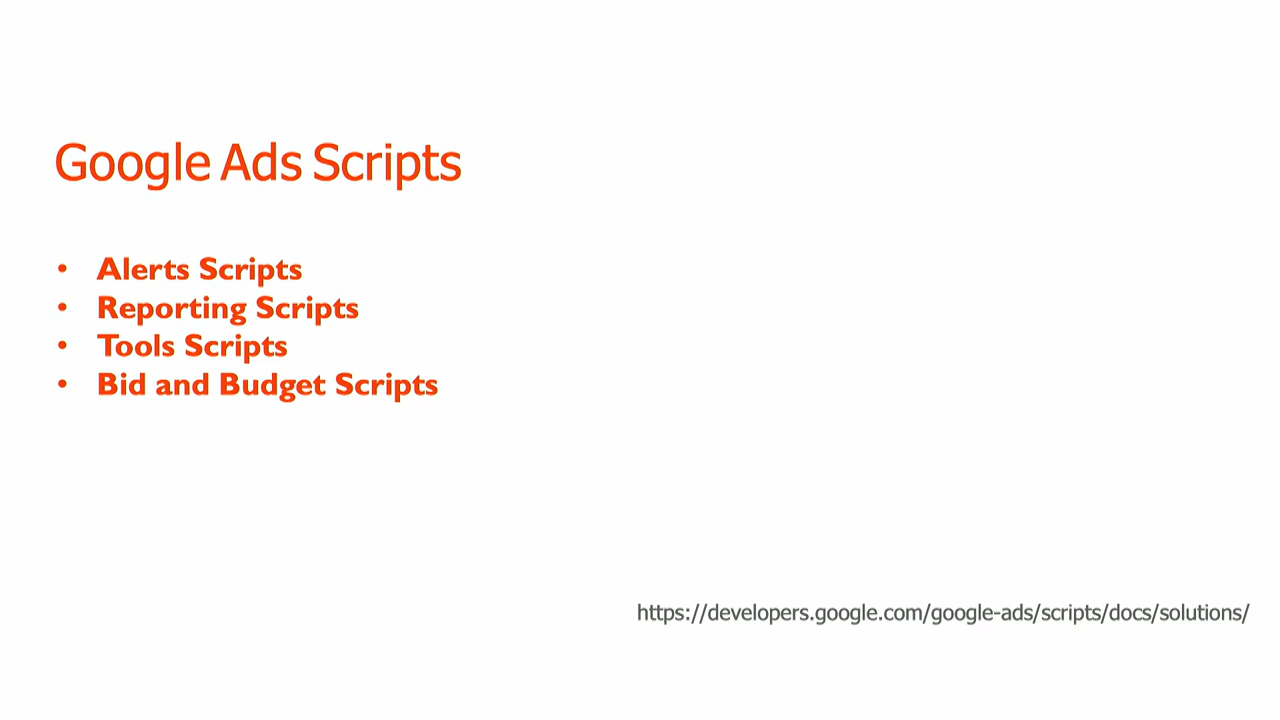 Google Ads Scripts
• Alerts Scripts
• Reporting Scripts
• Tools Scripts
• Bid and Budget Scripts
https://developers.google.com/google-ads/scripts/docs/solutions/